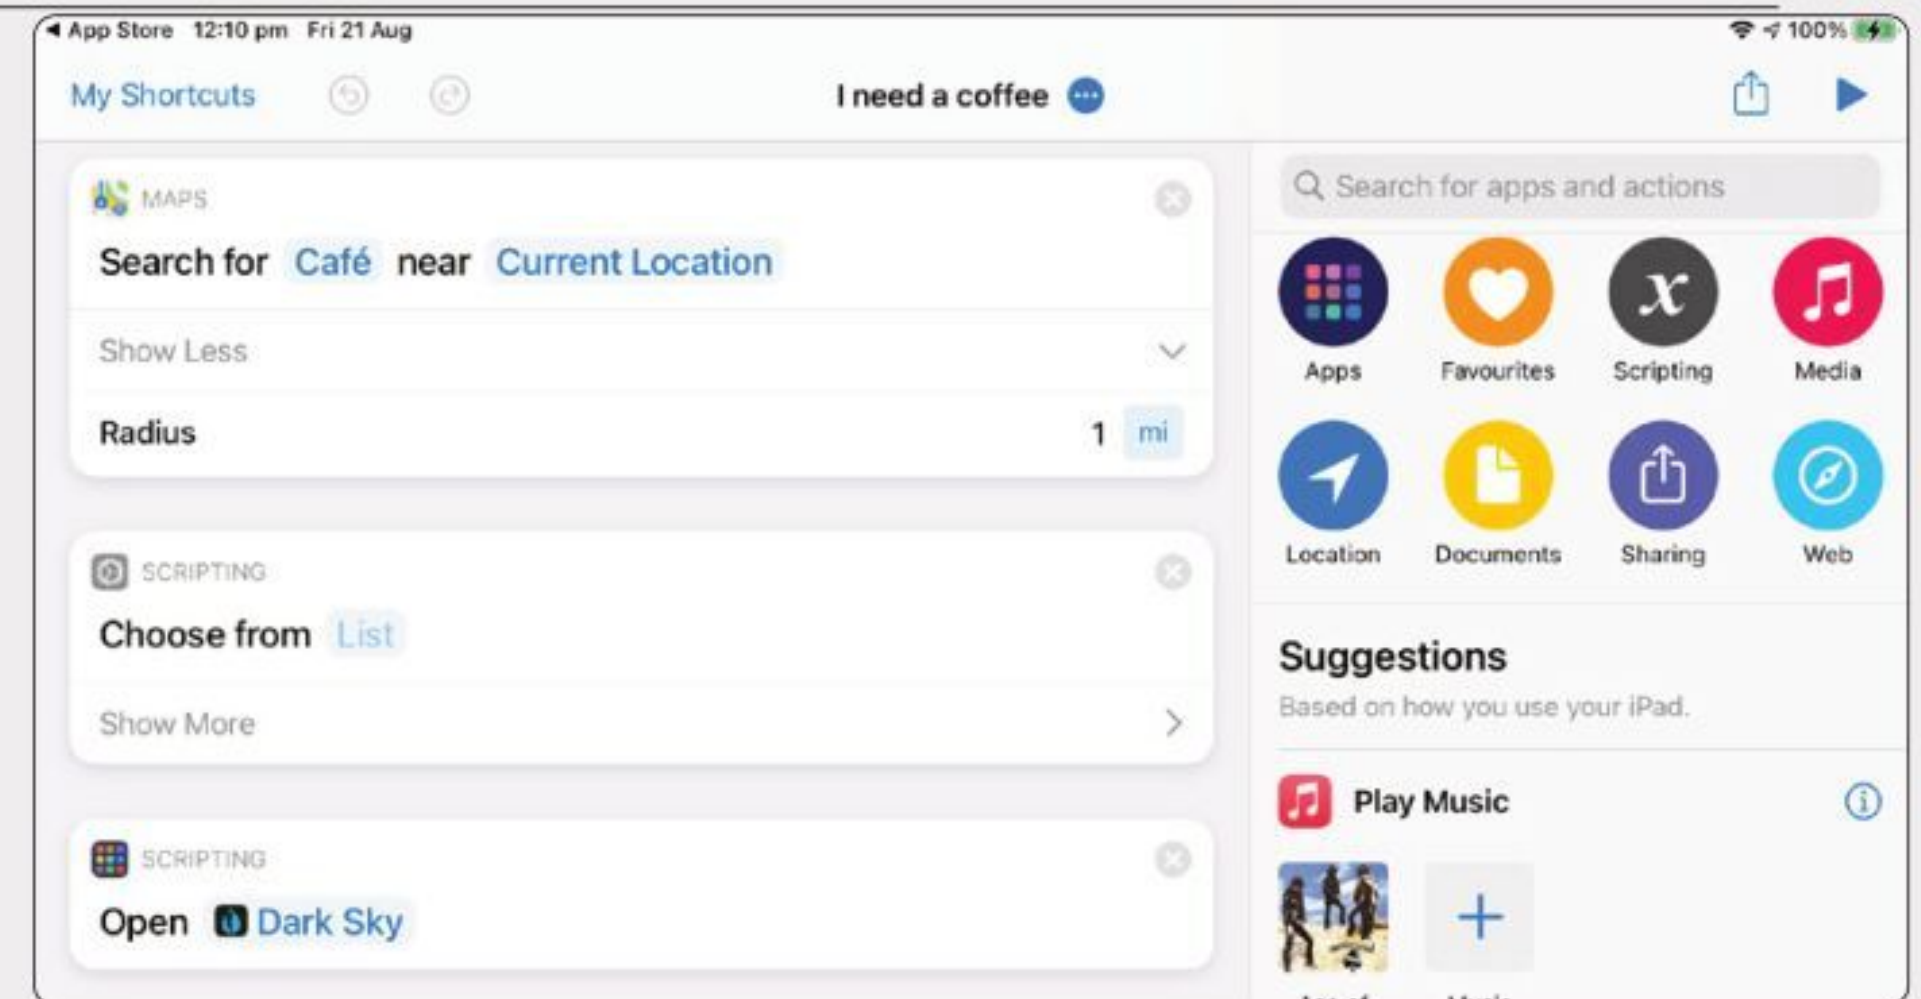 App Store 12:10 pm Fri 21 Aug
100%
My Shortcuts
I need a coffee
MAPS
Search for Café near Current Location
Show Less
Radius 1 mi
SCRIPTING
Choose from List
Show More
SCRIPTING
Open Dark Sky
Search for apps and actions
Apps Favourites Scripting Media
Location Documents Sharing Web
Suggestions
Based on how you use your iPad.
Play Music